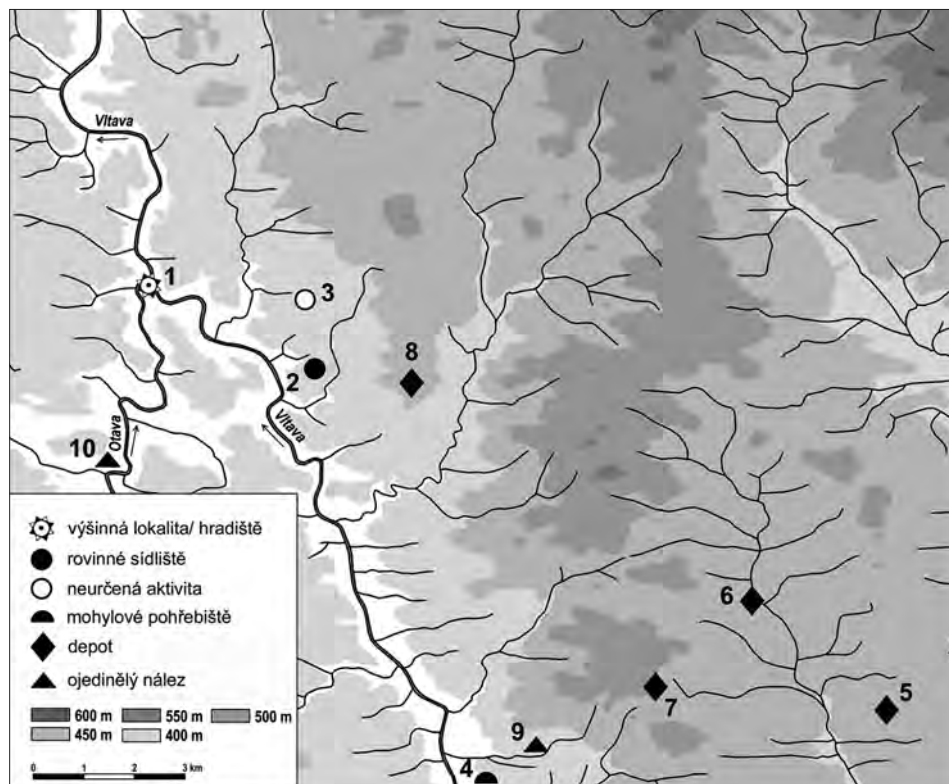 Vltava
1
3
8
2
Vltava
10
Otava
výšinná lokalita/ hradiště
rovinné sídliště
neurčená aktivita
mohylové pohřebiště
depot
ojedinělý nález
600 m 550 m 500 m
450 m 400 m
0 1 2 3 km
6
5
7
9
4